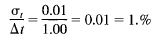 σₜ/Δt = 0.01/1.00 = 0.01 = 1.%